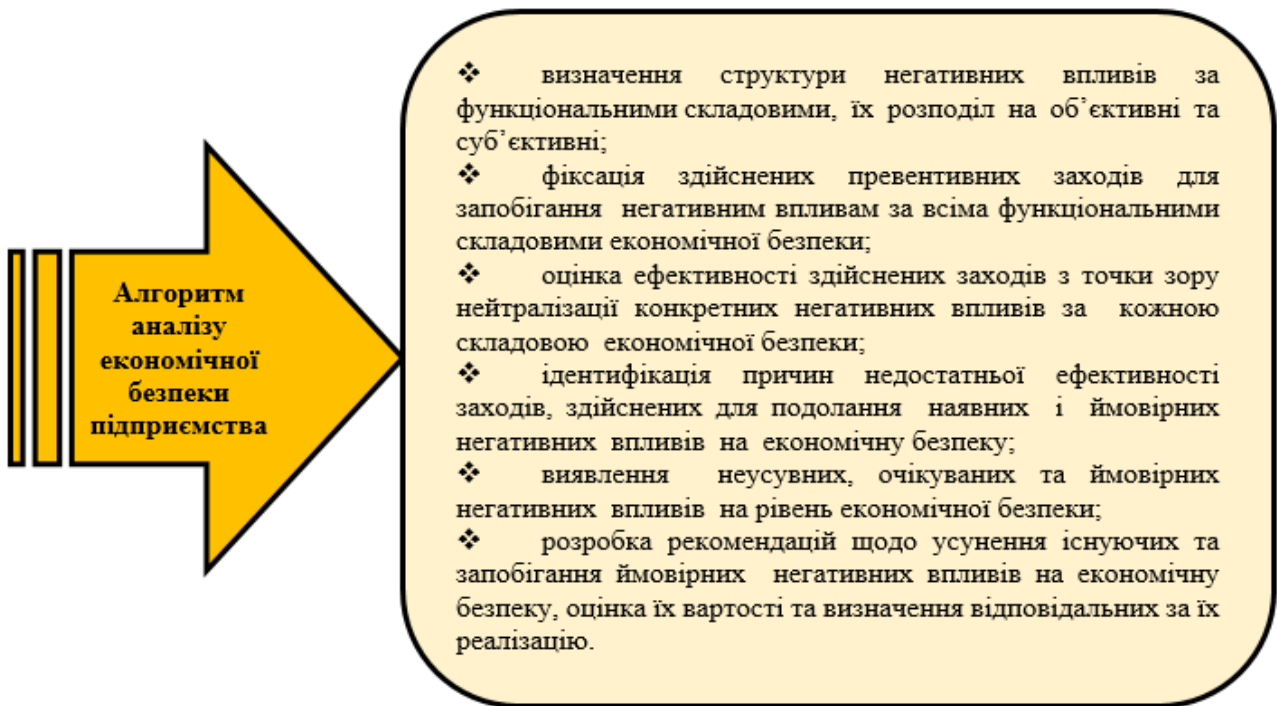 Алгоритм
аналізу
економічної
безпеки
підприємства
❖ визначення структури негативних впливів за
функціональними складовими, їх розподіл на об’єктивні та
суб’єктивні;
❖ фіксація здійснених превентивних заходів для
запобігання негативним впливам за всіма функціональними
складовими економічної безпеки;
❖ оцінка ефективності здійснених заходів з точки зору
нейтралізації конкретних негативних впливів за кожною
складовою економічної безпеки;
❖ ідентифікація причин недостатньої ефективності
заходів, здійснених для подолання наявних і ймовірних
негативних впливів на економічну безпеку;
❖ виявлення неусувних, очікуваних та ймовірних
негативних впливів на рівень економічної безпеки;
❖ розробка рекомендацій щодо усунення існуючих та
запобігання ймовірних негативних впливів на економічну
безпеку, оцінка їх вартості та визначення відповідальних за їх
реалізацію.